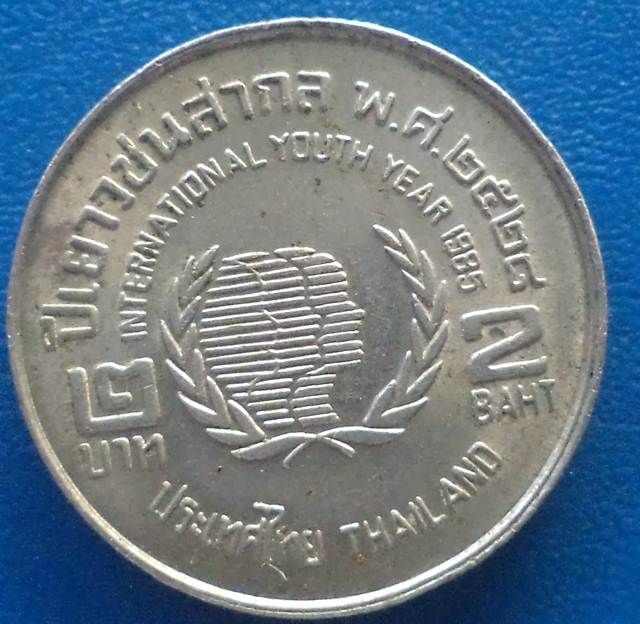 ปีเยาวชนสากล พ.ศ.๒๕๒๘
INTERNATIONAL YOUTH YEAR 1985
๒
บาท
2
BAHT
ประเทศไทย THAILAND